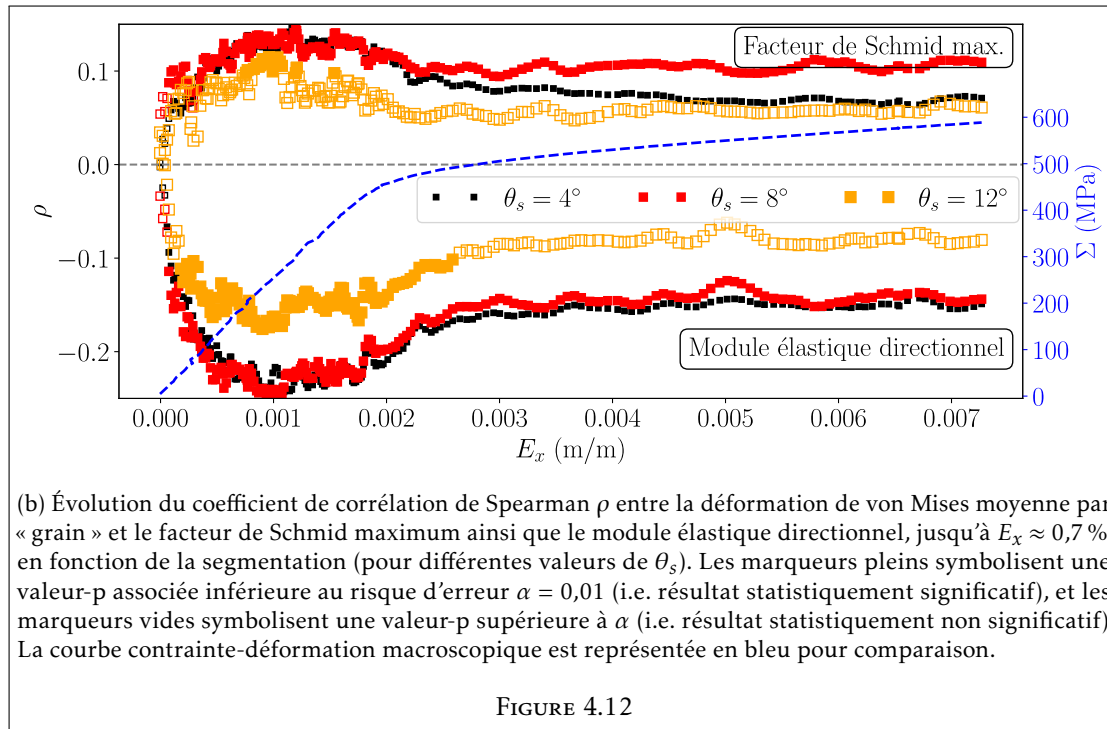 Facteur de Schmid max.
0.1
0.0
−0.1
−0.2
ρ
600
500
400
300
200
100
0
Σ (MPa)
θs = 4° θs = 8° θs = 12°
Module élastique directionnel
0.000 0.001 0.002 0.003 0.004 0.005 0.006 0.007
Ex (m/m)
(b) Évolution du coefficient de corrélation de Spearman ρ entre la déformation de von Mises moyenne par
« grain » et le facteur de Schmid maximum ainsi que le module élastique directionnel, jusqu'à Ex ≈ 0,7 %
en fonction de la segmentation (pour différentes valeurs de θs). Les marqueurs pleins symbolisent une
valeur-p associée inférieure au risque d'erreur α = 0,01 (i.e. résultat statistiquement significatif), et les
marqueurs vides symbolisent une valeur-p supérieure à α (i.e. résultat statistiquement non significatif)
La courbe contrainte-déformation macroscopique est représentée en bleu pour comparaison.
Figure 4.12